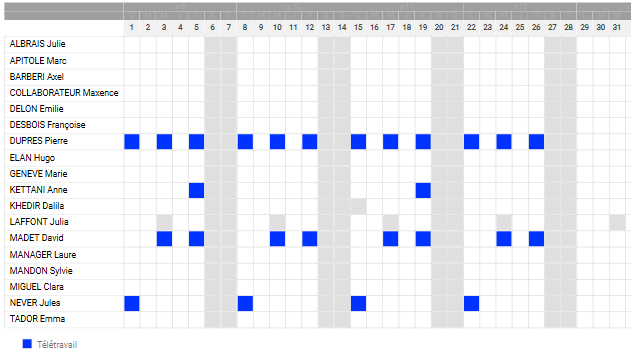 1 2 3 4 5 6 7 8 9 10 11 12 13 14 15 16 17 18 19 20 21 22 23 24 25 26 27 28 29 30 31
ALBRAIS Julie
APITOLE Marc
BARBERI Axel
COLLABORATEUR Maxence
DELON Emilie
DESBOIS Françoise
DUPRES Pierre
ELAN Hugo
GENEVE Marie
KETTANI Anne
KHEDIR Dalila
LAFFONT Julia
MADET David
MANAGER Laure
MANDON Sylvie
MIGUEL Clara
NEVER Jules
TADOR Emma
Télétravail